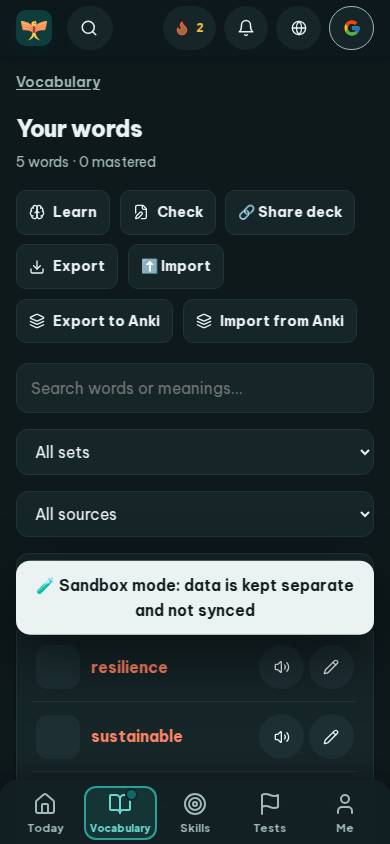 2
Vocabulary
Your words
5 words · 0 mastered
Learn
Check
Share deck
Export
Import
Export to Anki
Import from Anki
Search words or meanings...
All sets
All sources
Sandbox mode: data is kept separate
and not synced
resilience
sustainable
Today
Vocabulary
Skills
Tests
Me